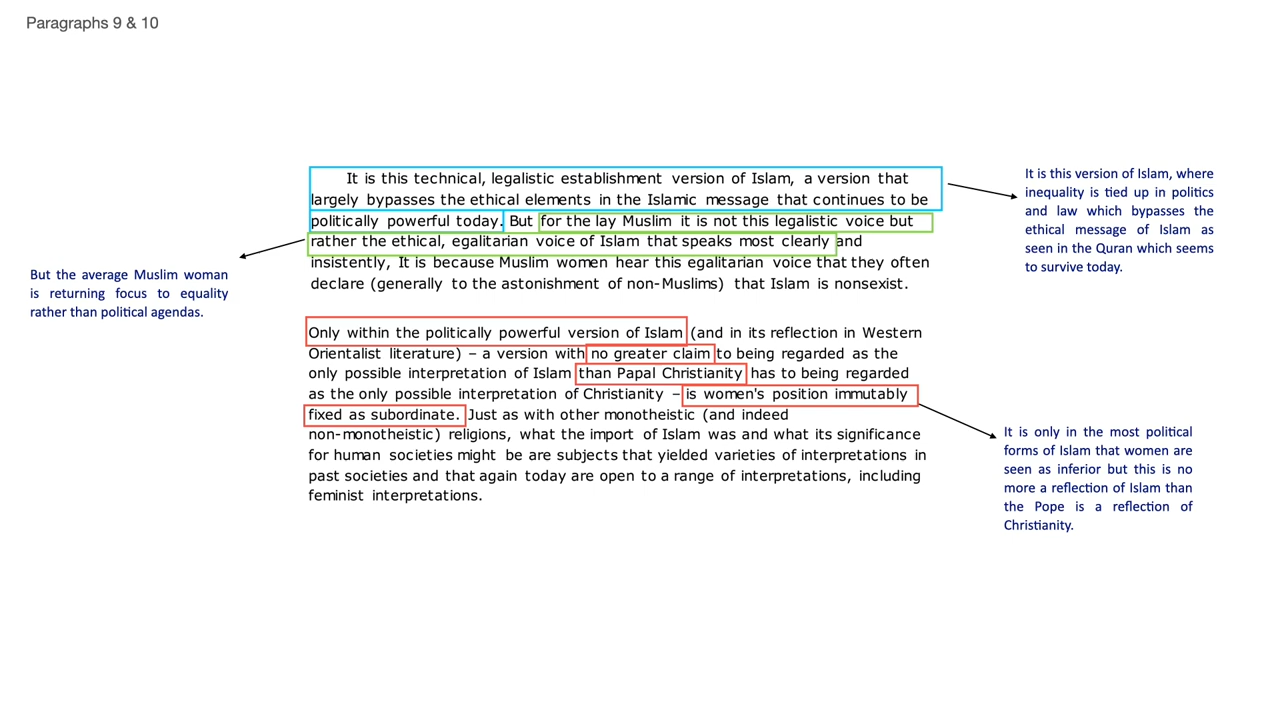 Paragraphs 9 & 10
It is this technical, legalistic establishment version of Islam, a version that
largely bypasses the ethical elements in the Islamic message that continues to be
politically powerful today. But for the lay Muslim it is not this legalistic voice but
rather the ethical, egalitarian voice of Islam that speaks most clearly and
insistently, It is because Muslim women hear this egalitarian voice that they often
declare (generally to the astonishment of non-Muslims) that Islam is nonsexist.
It is this version of Islam, where
inequality is tied up in politics
and law which bypasses the
ethical message of Islam as
seen in the Quran which seems
to survive today.
But the average Muslim woman
is returning focus to equality
rather than political agendas.
Only within the politically powerful version of Islam (and in its reflection in Western
Orientalist literature) – a version with no greater claim to being regarded as the
only possible interpretation of Islam than Papal Christianity has to being regarded
as the only possible interpretation of Christianity – is women's position immutably
fixed as subordinate. Just as with other monotheistic (and indeed
non-monotheistic) religions, what the import of Islam was and what its significance
for human societies might be are subjects that yielded varieties of interpretations in
past societies and that again today are open to a range of interpretations, including
feminist interpretations.
It is only in the most political
forms of Islam that women are
seen as inferior but this is no
more a reflection of Islam than
the Pope is a reflection of
Christianity.